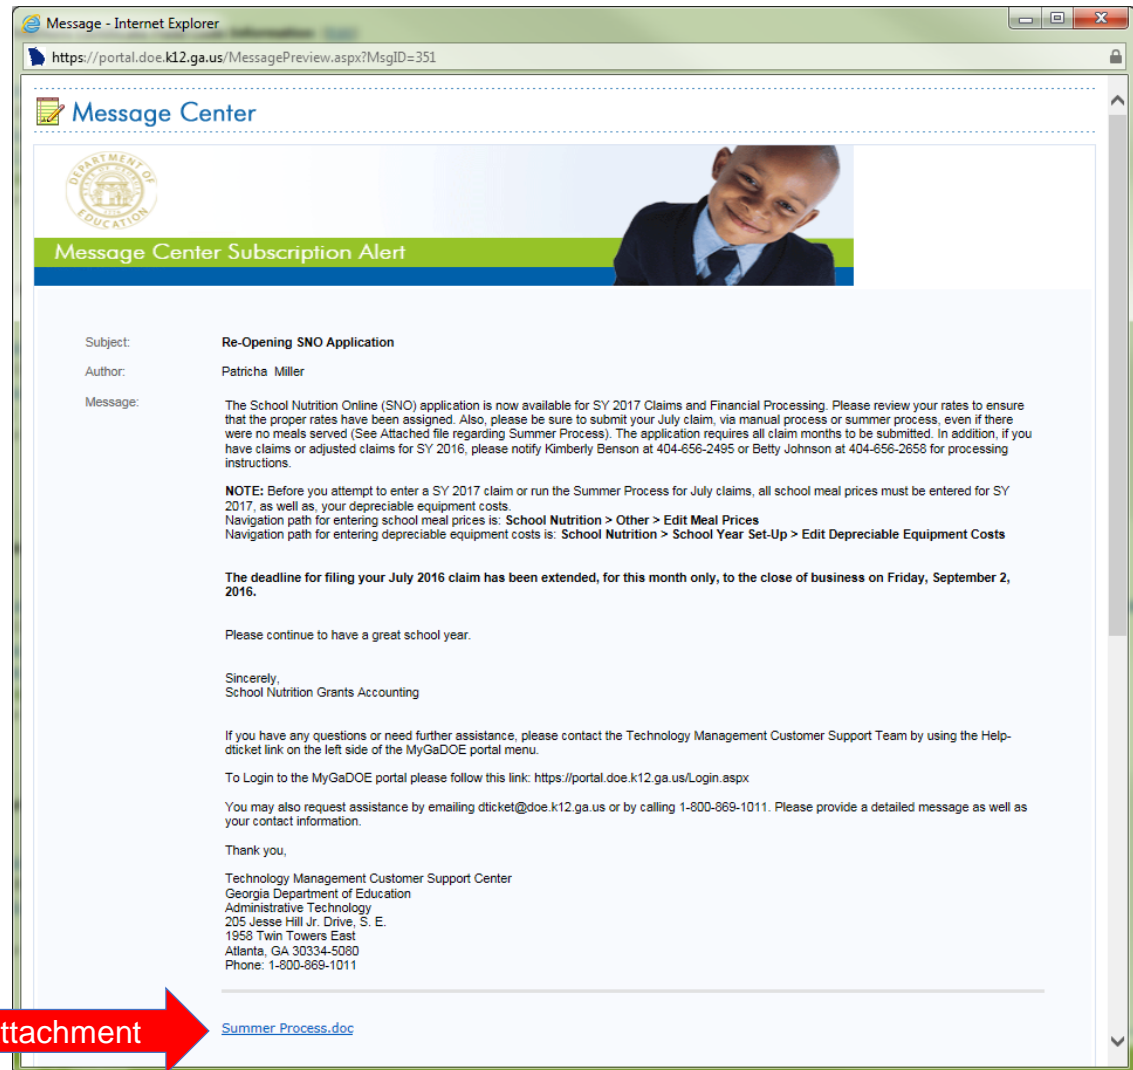 Message - Internet Explorer
https://portal.doe.k12.ga.us/MessagePreview.aspx?MsgID=351
Message Center
DEPARTMENT OF
EDUCATION
Message Center Subscription Alert
Subject: Re-Opening SNO Application
Author: Patricha Miller
Message: The School Nutrition Online (SNO) application is now available for SY 2017 Claims and Financial Processing. Please review your rates to ensure
that the proper rates have been assigned. Also, please be sure to submit your July claim, via manual process or summer process, even if there
were no meals served (See Attached file regarding Summer Process). The application requires all claim months to be submitted. In addition, if you
have claims or adjusted claims for SY 2016, please notify Kimberly Benson at 404-656-2495 or Betty Johnson at 404-656-2658 for processing
instructions.
NOTE: Before you attempt to enter a SY 2017 claim or run the Summer Process for July claims, all school meal prices must be entered for SY
2017, as well as, your depreciable equipment costs.
Navigation path for entering school meal prices is: School Nutrition > Other > Edit Meal Prices
Navigation path for entering depreciable equipment costs is: School Nutrition > School Year Set-Up > Edit Depreciable Equipment Costs
The deadline for filing your July 2016 claim has been extended, for this month only, to the close of business on Friday, September 2,
2016.
Please continue to have a great school year.
Sincerely,
School Nutrition Grants Accounting
If you have any questions or need further assistance, please contact the Technology Management Customer Support Team by using the Help-
dticket link on the left side of the MyGaDOE portal menu.
To Login to the MyGaDOE portal please follow this link: https://portal.doe.k12.ga.us/Login.aspx
You may also request assistance by emailing dticket@doe.k12.ga.us or by calling 1-800-869-1011. Please provide a detailed message as well as
your contact information.
Thank you,
Technology Management Customer Support Center
Georgia Department of Education
Administrative Technology
205 Jesse Hill Jr. Drive, S. E.
1958 Twin Towers East
Atlanta, GA 30334-5080
Phone: 1-800-869-1011
ttachment
Summer Process.doc